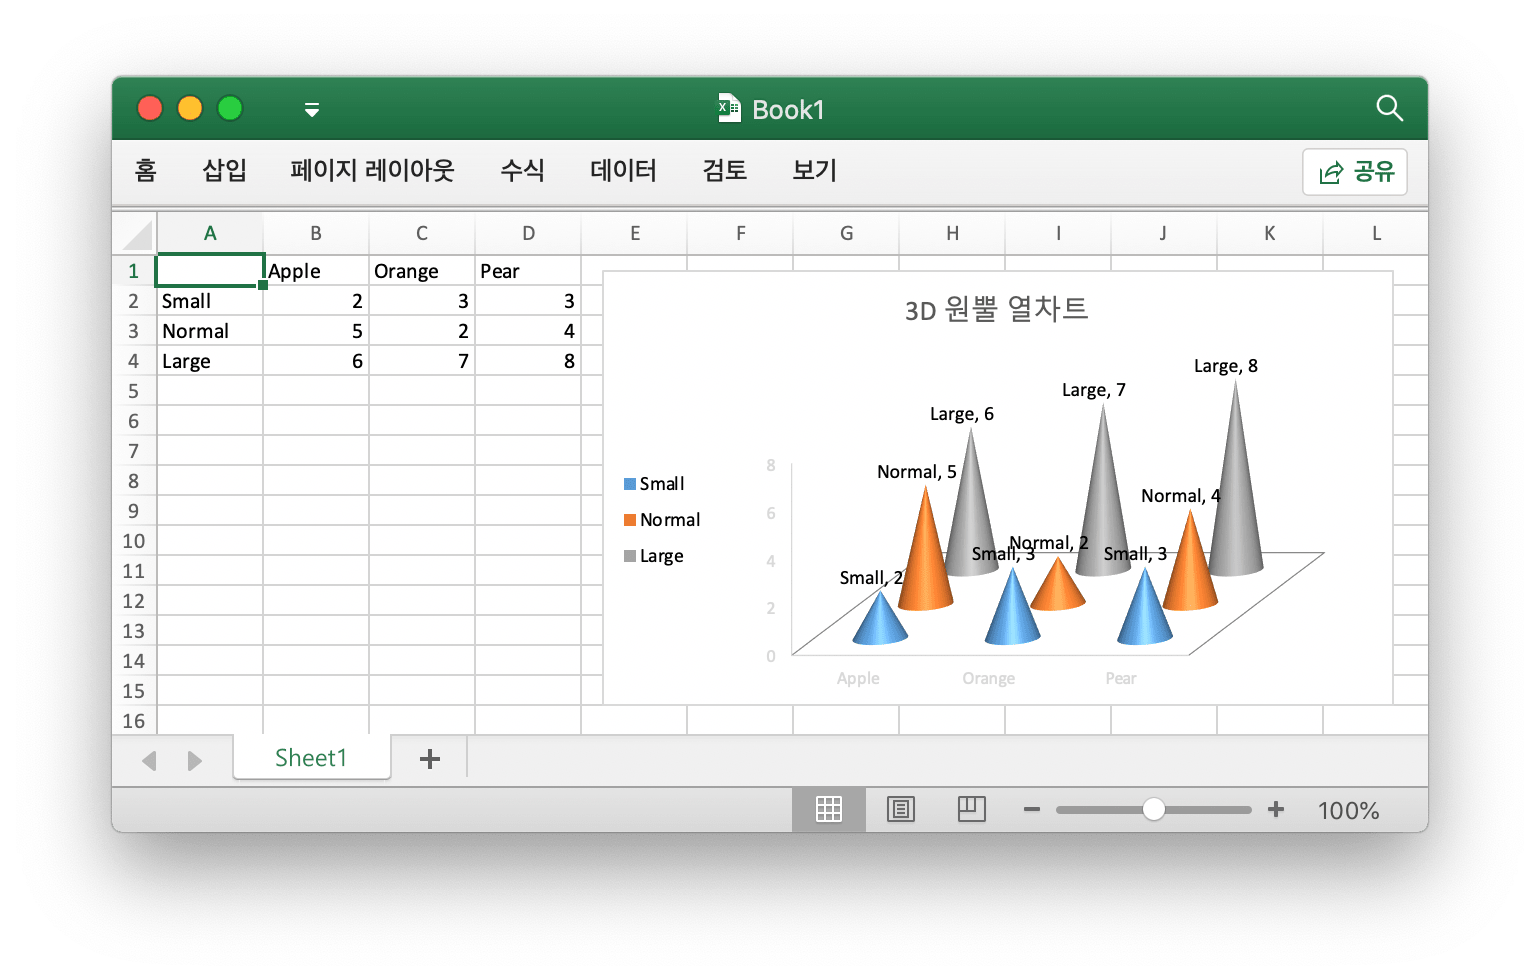 Book1
홈 삽입 페이지 레이아웃 수식 데이터 검토 보기 공유
A B C D E F G H I J K L
1 Apple Orange Pear
2 Small 2 3 3
3 Normal 5 2 4
4 Large 6 7 8
5
6
7
8
9
10
11
12
13
14
15
16
3D 원뿔 열차트
Large, 8
Large, 7
Large, 6
Normal, 5
Normal, 4
Normal, 2
Small, 3
Small, 3
Small, 2
Small
Normal
Large
8
6
4
2
0
Apple Orange Pear
Sheet1
100%